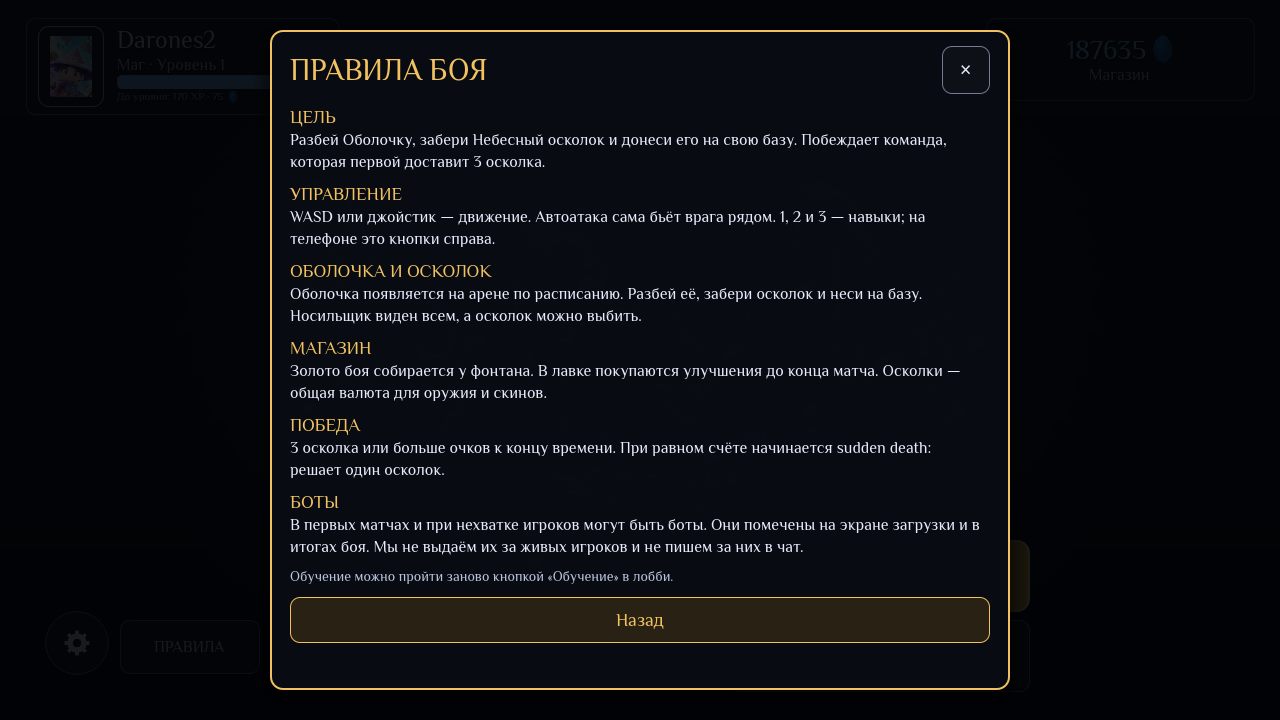 Darones2
Маг · Уровень 1
До уровня: 170 XP · 75
187635
Магазин
ПРАВИЛА БОЯ
×
ЦЕЛЬ
Разбей Оболочку, забери Небесный осколок и донеси его на свою базу. Побеждает команда,
которая первой доставит 3 осколка.
УПРАВЛЕНИЕ
WASD или джойстик — движение. Автоатака сама бьёт врага рядом. 1, 2 и 3 — навыки; на
телефоне это кнопки справа.
ОБОЛОЧКА И ОСКОЛОК
Оболочка появляется на арене по расписанию. Разбей её, забери осколок и неси на базу.
Носильщик виден всем, а осколок можно выбить.
МАГАЗИН
Золото боя собирается у фонтана. В лавке покупаются улучшения до конца матча. Осколки —
общая валюта для оружия и скинов.
ПОБЕДА
3 осколка или больше очков к концу времени. При равном счёте начинается sudden death:
решает один осколок.
БОТЫ
В первых матчах и при нехватке игроков могут быть боты. Они помечены на экране загрузки и в
итогах боя. Мы не выдаём их за живых игроков и не пишем за них в чат.
Обучение можно пройти заново кнопкой «Обучение» в лобби.
Назад
ПРАВИЛА